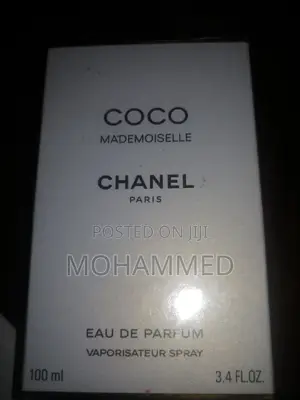 COCO
MADEMOISELLE
CHANEL
PARIS
POSTED ON JIJI
MOHAMMED
EAU DE PARFUM
VAPORISATEUR SPRAY
100 ml 3.4 FL.OZ.